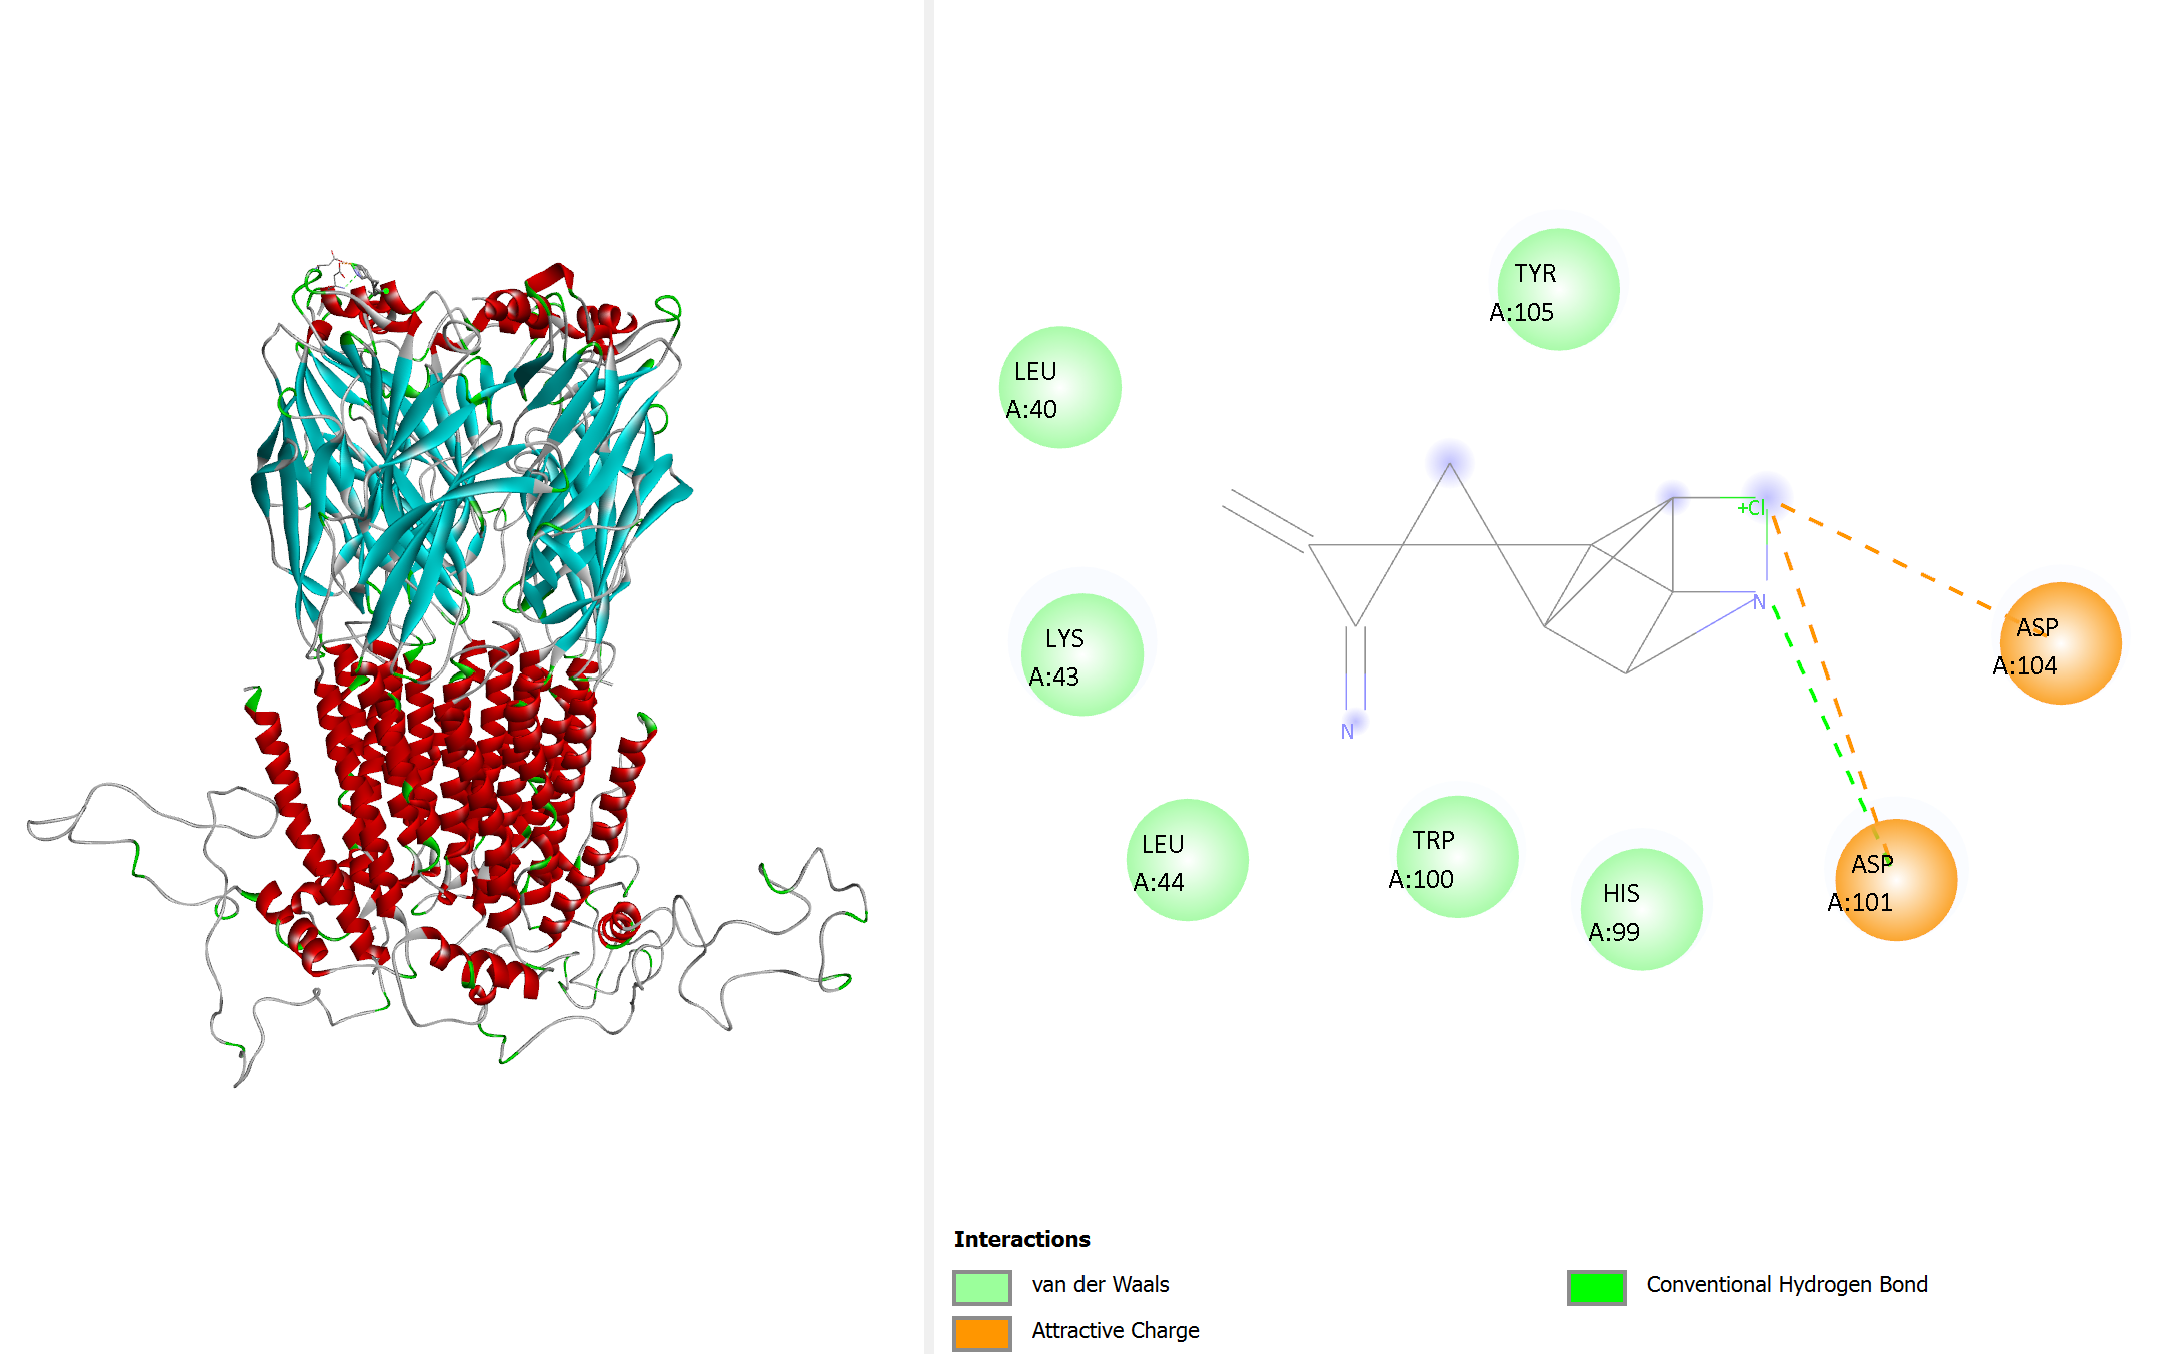 TYR
A:105
LEU
A:40
+Cl
N
ASP
A:104
LYS
A:43
N
LEU
A:44
TRP
A:100
HIS
A:99
ASP
A:101
Interactions
van der Waals
Attractive Charge
Conventional Hydrogen Bond